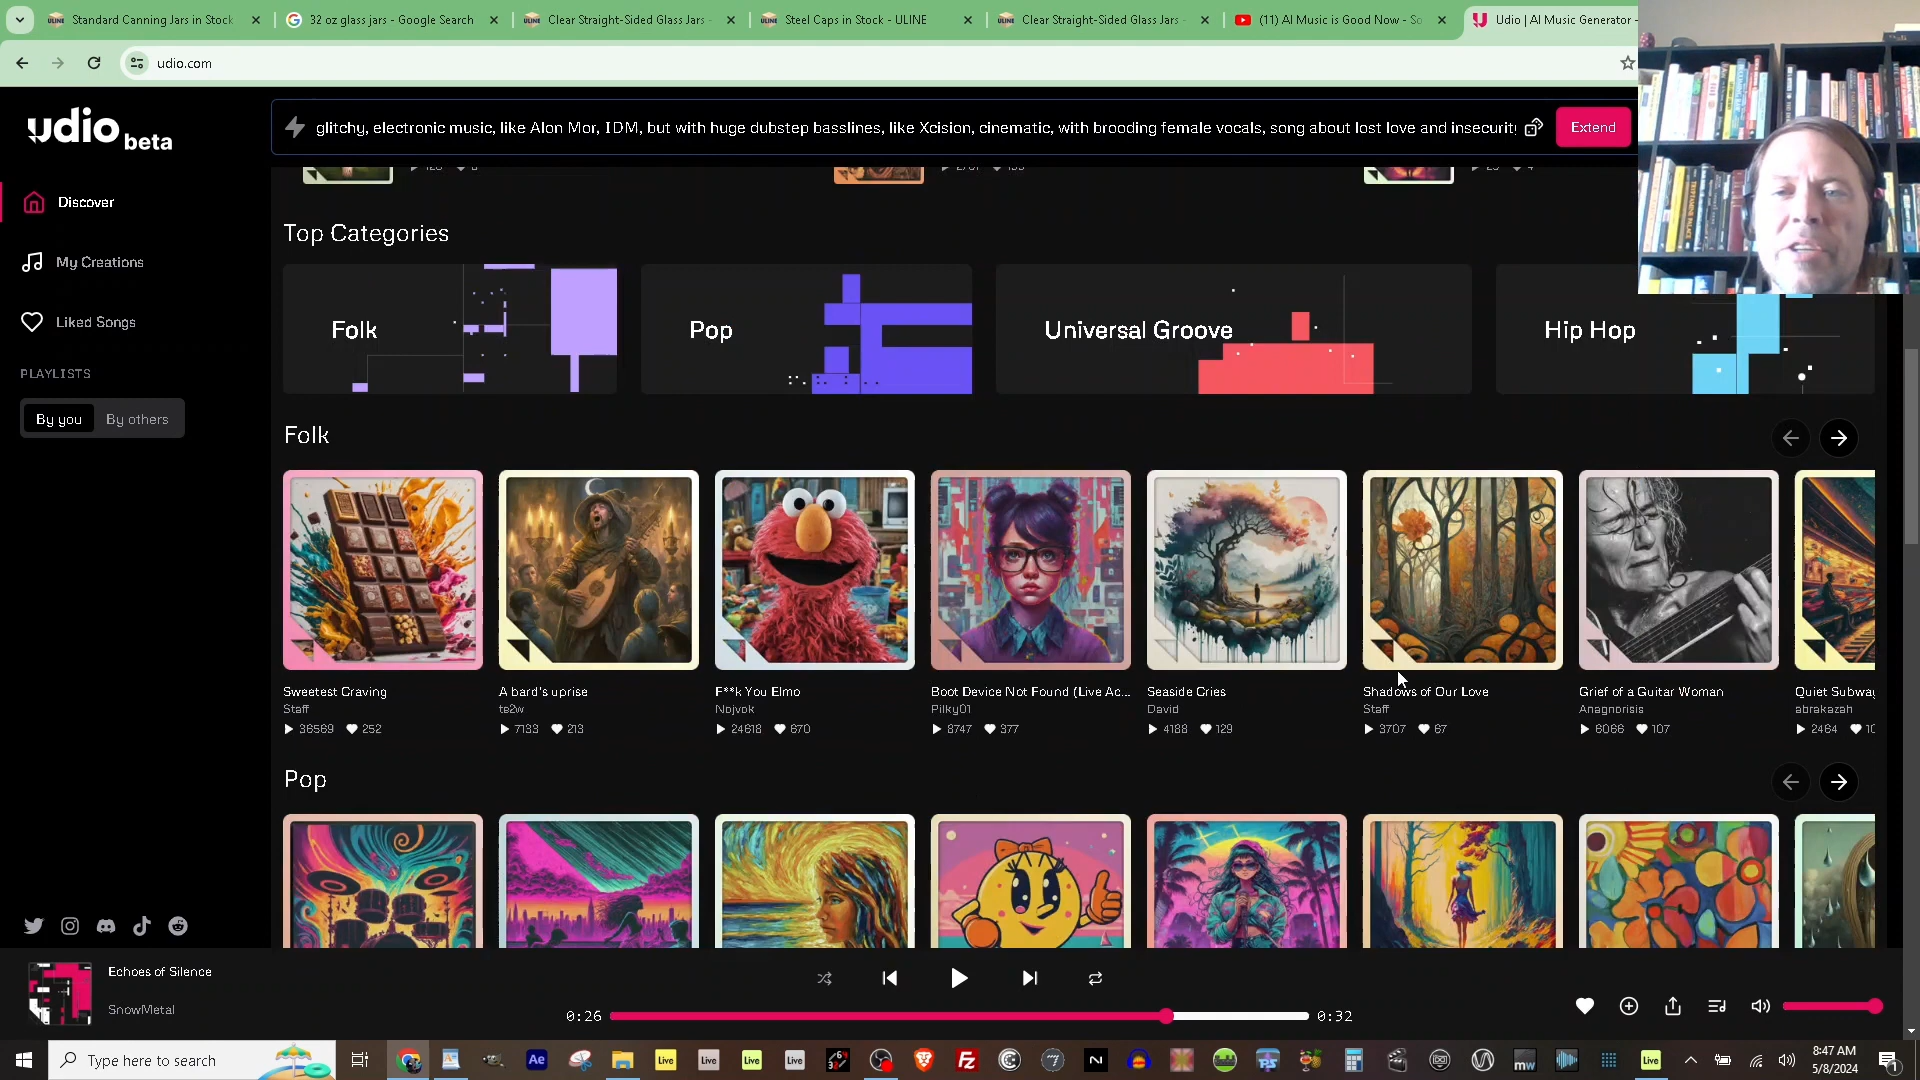 Standard Canning Jars in Stock
32 oz glass jars - Google Search
Clear Straight-Sided Glass Jars -
Steel Caps in Stock - ULINE
Clear Straight-Sided Glass Jars -
(11) AI Music is Good Now - So
Udio | AI Music Generator -
udio.com
udio beta
glitchy, electronic music, like Alon Mor, IDM, but with huge dubstep basslines, like Xcision, cinematic, with brooding female vocals, song about lost love and insecurity
Extend
Discover
My Creations
Liked Songs
PLAYLISTS
By you
By others
Top Categories
Folk
Pop
Universal Groove
Hip Hop
Folk
Sweetest Craving
Staff
36569 252
A bard's uprise
te2w
7133 213
F**k You Elmo
Nojvok
24618 670
Boot Device Not Found (Live Ac...
Pilky01
8747 377
Seaside Cries
David
4188 129
Shadows of Our Love
Staff
3707 67
Grief of a Guitar Woman
Anagnorisis
6066 107
Quiet Subway
abrakazah
2464
Pop
Echoes of Silence
SnowMetal
0:26
0:32
Type here to search
8:47 AM
5/8/2024